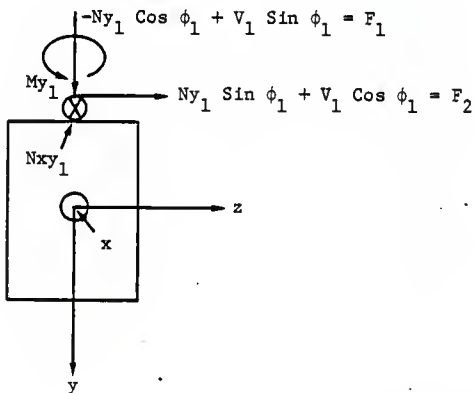 -Ny₁ Cos φ₁ + V₁ Sin φ₁ = F₁
My₁
Ny₁ Sin φ₁ + V₁ Cos φ₁ = F₂
Nxy₁
z
x
y